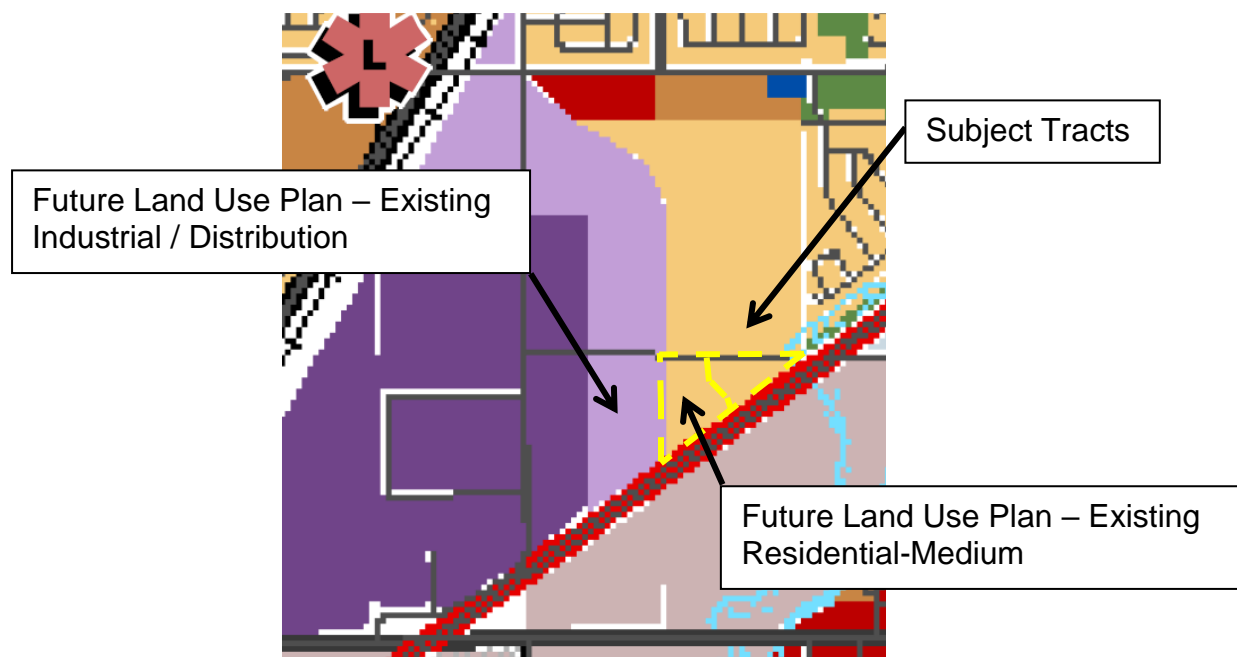 L
Subject Tracts
Future Land Use Plan – Existing
Industrial / Distribution
Future Land Use Plan – Existing
Residential-Medium